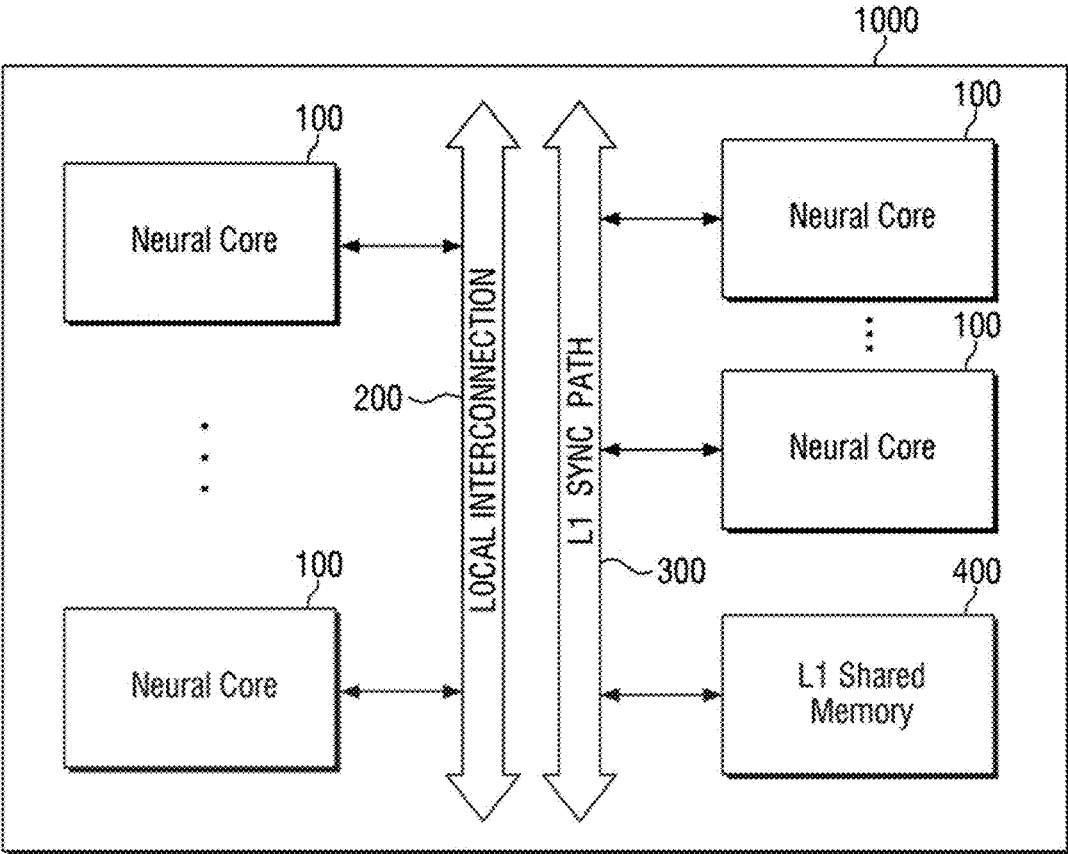 1000
100
Neural Core
100
Neural Core
LOCAL INTERCONNECTION
200
L1 SYNC PATH
300
100
Neural Core
100
Neural Core
400
L1 Shared
Memory